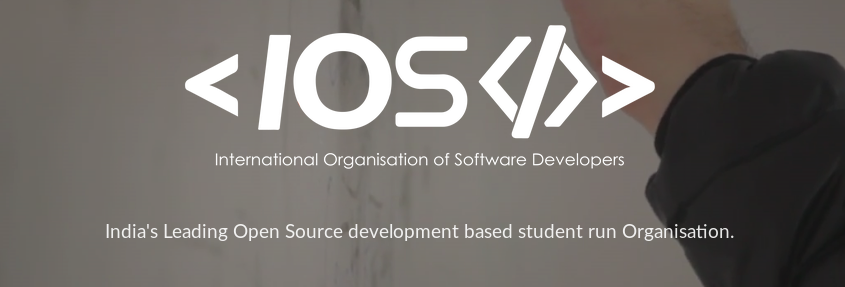 <IOS</>>
International Organisation of Software Developers
India's Leading Open Source development based student run Organisation.